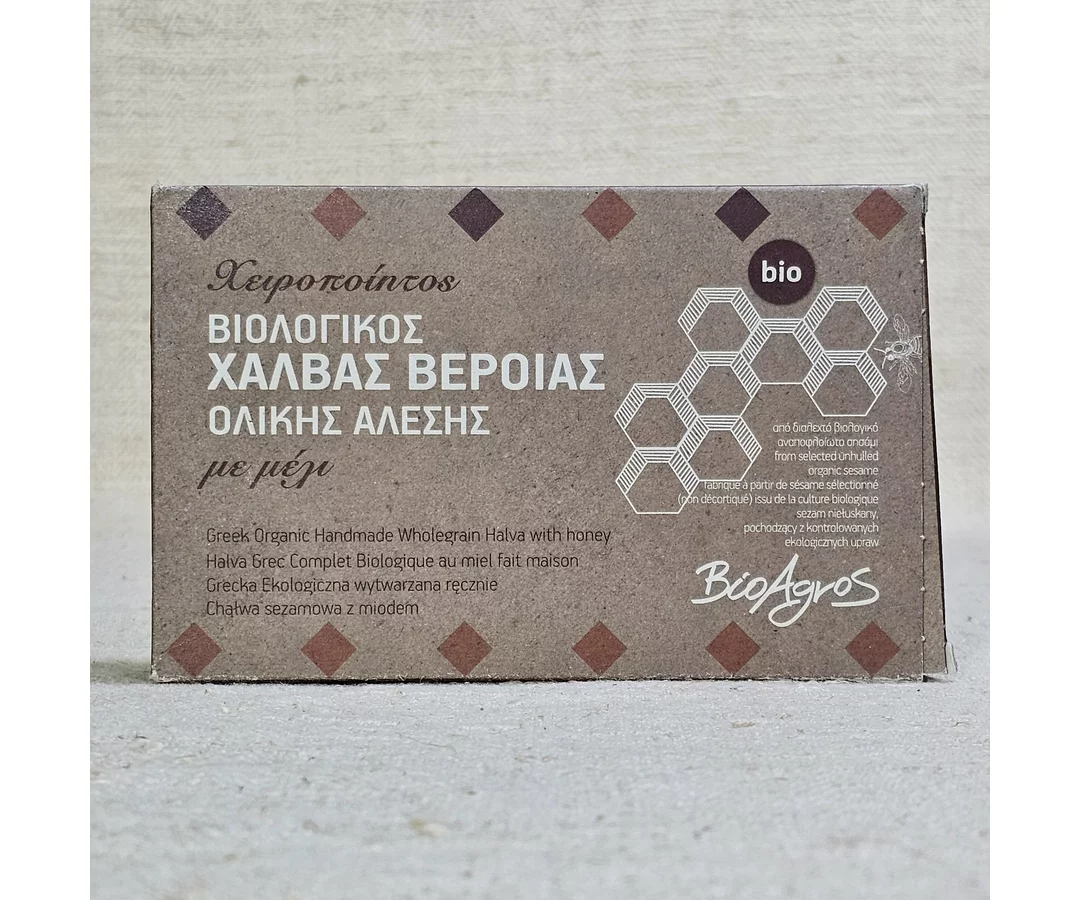 Χειροποίητος
ΒΙΟΛΟΓΙΚΟΣ
ΧΑΛΒΑΣ ΒΕΡΟΙΑΣ
ΟΛΙΚΗΣ ΑΛΕΣΗΣ
με μέλι
Greek Organic Handmade Wholegrain Halva with honey
Halva Grec Complet Biologique au miel fait maison
Grecka Ekologiczna wytwarzana ręcznie
Chałwa sezamowa z miodem
bio
από διαλεχτό βιολογικό
αναποφλοίωτο σησάμι
from selected unhulled
organic sesame
fabriqué à partir de sésame sélectionné
(non décortiqué) issu de la culture biologique
sezam niełuskany,
pochodzący z kontrolowanych
ekologicznych upraw
BioAgros